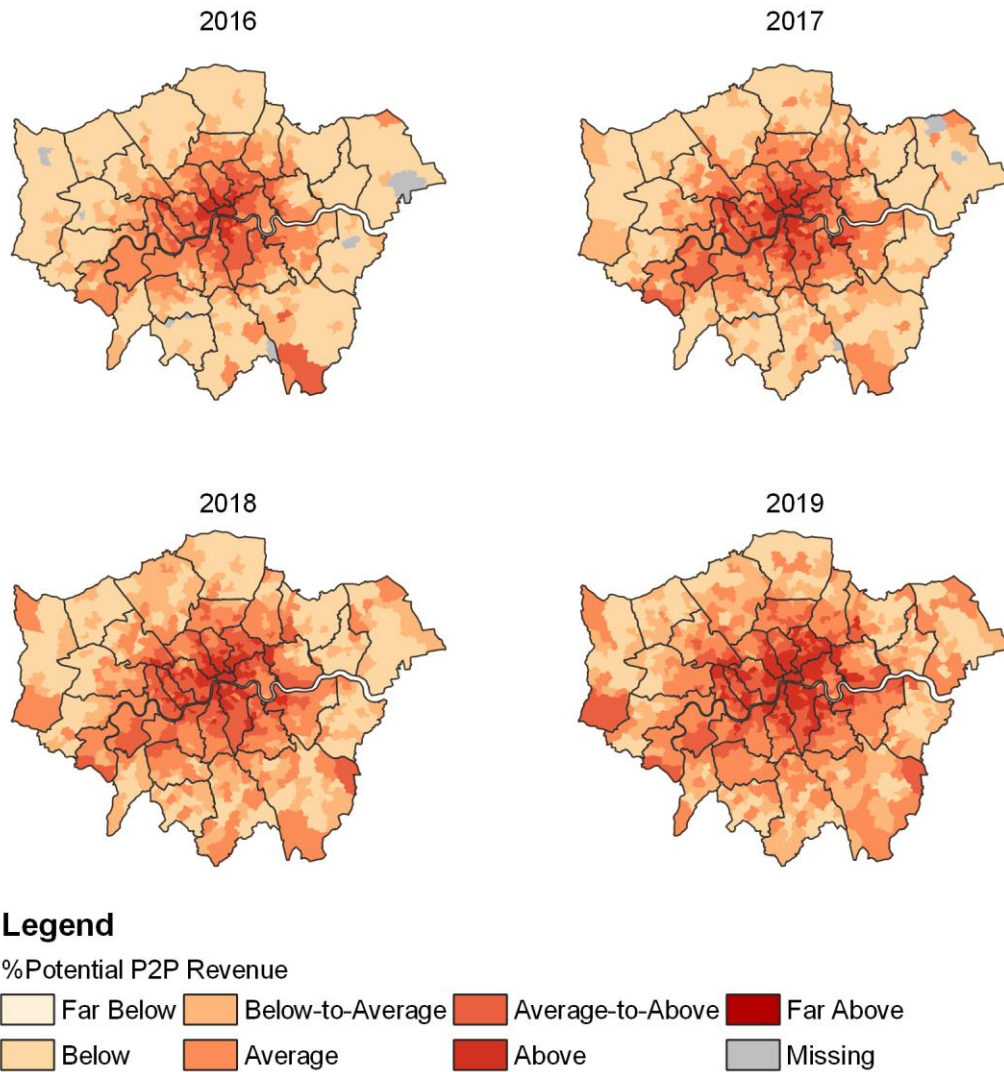 2016 2017
2018 2019
Legend
%Potential P2P Revenue
Far Below Below-to-Average Average-to-Above Far Above
Below Average Above Missing